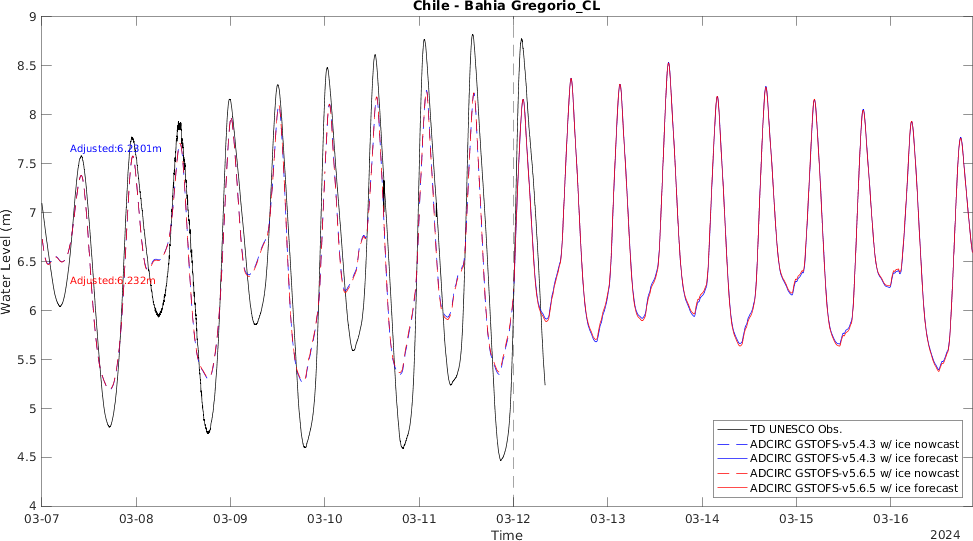 Chile - Bahia Gregorio_CL
9
8.5
8
7.5
7
6.5
6
5.5
5
4.5
4
Water Level (m)
Adjusted:6.2301m
Adjusted:6.232m
TD UNESCO Obs.
ADCIRC GSTOFS-v5.4.3 w/ ice nowcast
ADCIRC GSTOFS-v5.4.3 w/ ice forecast
ADCIRC GSTOFS-v5.6.5 w/ ice nowcast
ADCIRC GSTOFS-v5.6.5 w/ ice forecast
03-07 03-08 03-09 03-10 03-11 03-12 03-13 03-14 03-15 03-16
Time
2024